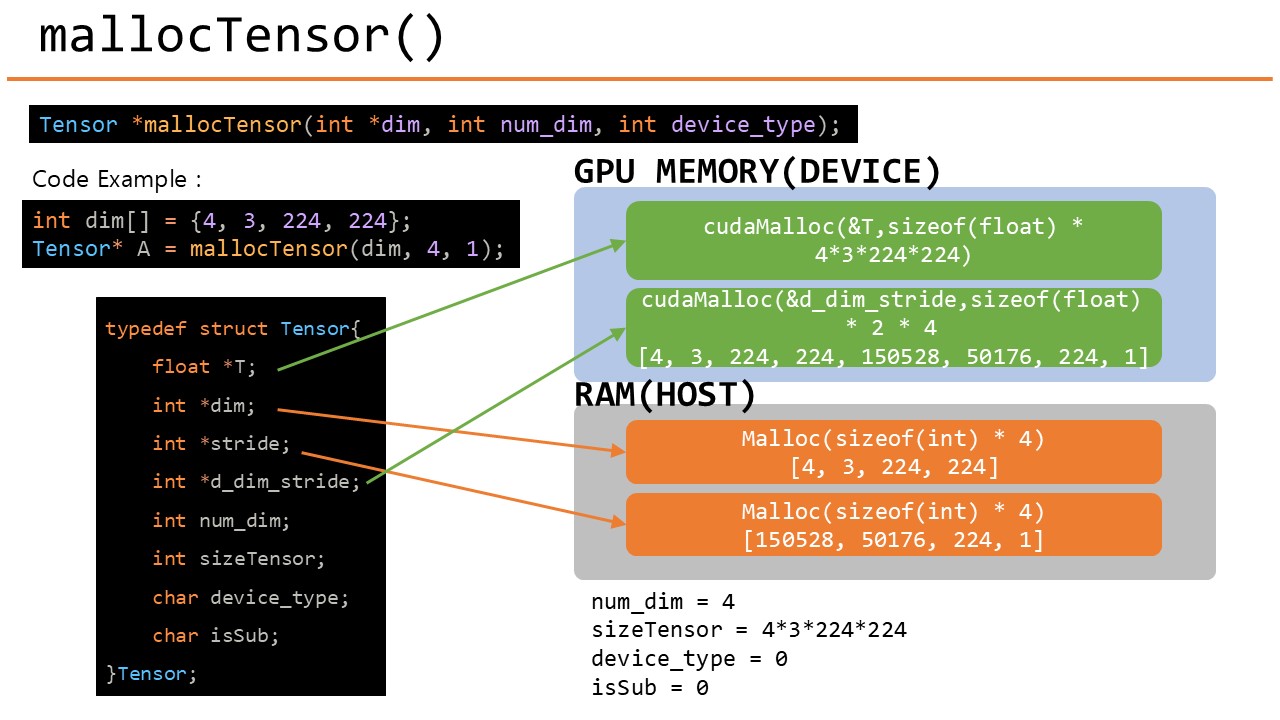 mallocTensor()
Tensor *mallocTensor(int *dim, int num_dim, int device_type);
Code Example :
int dim[] = {4, 3, 224, 224};
Tensor* A = mallocTensor(dim, 4, 1);
typedef struct Tensor{
float *T;
int *dim;
int *stride;
int *d_dim_stride;
int num_dim;
int sizeTensor;
char device_type;
char isSub;
}Tensor;
GPU MEMORY(DEVICE)
cudaMalloc(&T,sizeof(float) *
4*3*224*224)
cudaMalloc(&d_dim_stride,sizeof(float)
* 2 * 4
[4, 3, 224, 224, 150528, 50176, 224, 1]
RAM(HOST)
Malloc(sizeof(int) * 4)
[4, 3, 224, 224]
Malloc(sizeof(int) * 4)
[150528, 50176, 224, 1]
num_dim = 4
sizeTensor = 4*3*224*224
device_type = 0
isSub = 0